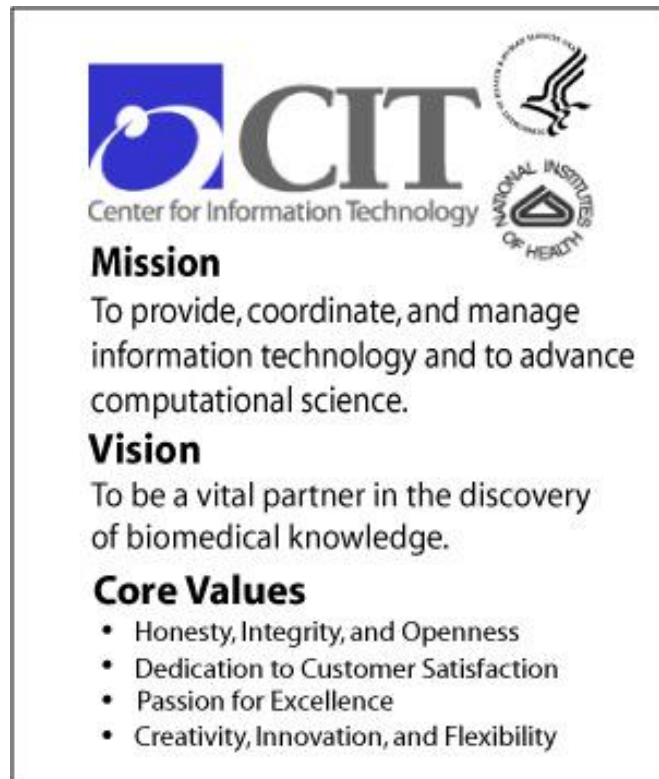 CIT
Center for Information Technology
NATIONAL INSTITUTES
OF HEALTH
Mission
To provide, coordinate, and manage
information technology and to advance
computational science.
Vision
To be a vital partner in the discovery
of biomedical knowledge.
Core Values
• Honesty, Integrity, and Openness
• Dedication to Customer Satisfaction
• Passion for Excellence
• Creativity, Innovation, and Flexibility